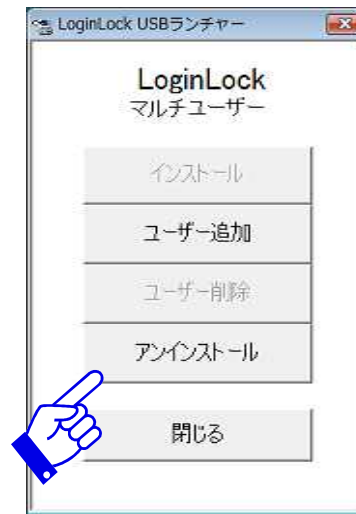 LoginLock USBランチャー
LoginLock
マルチユーザー
インストール
ユーザー追加
ユーザー削除
アンインストール
閉じる